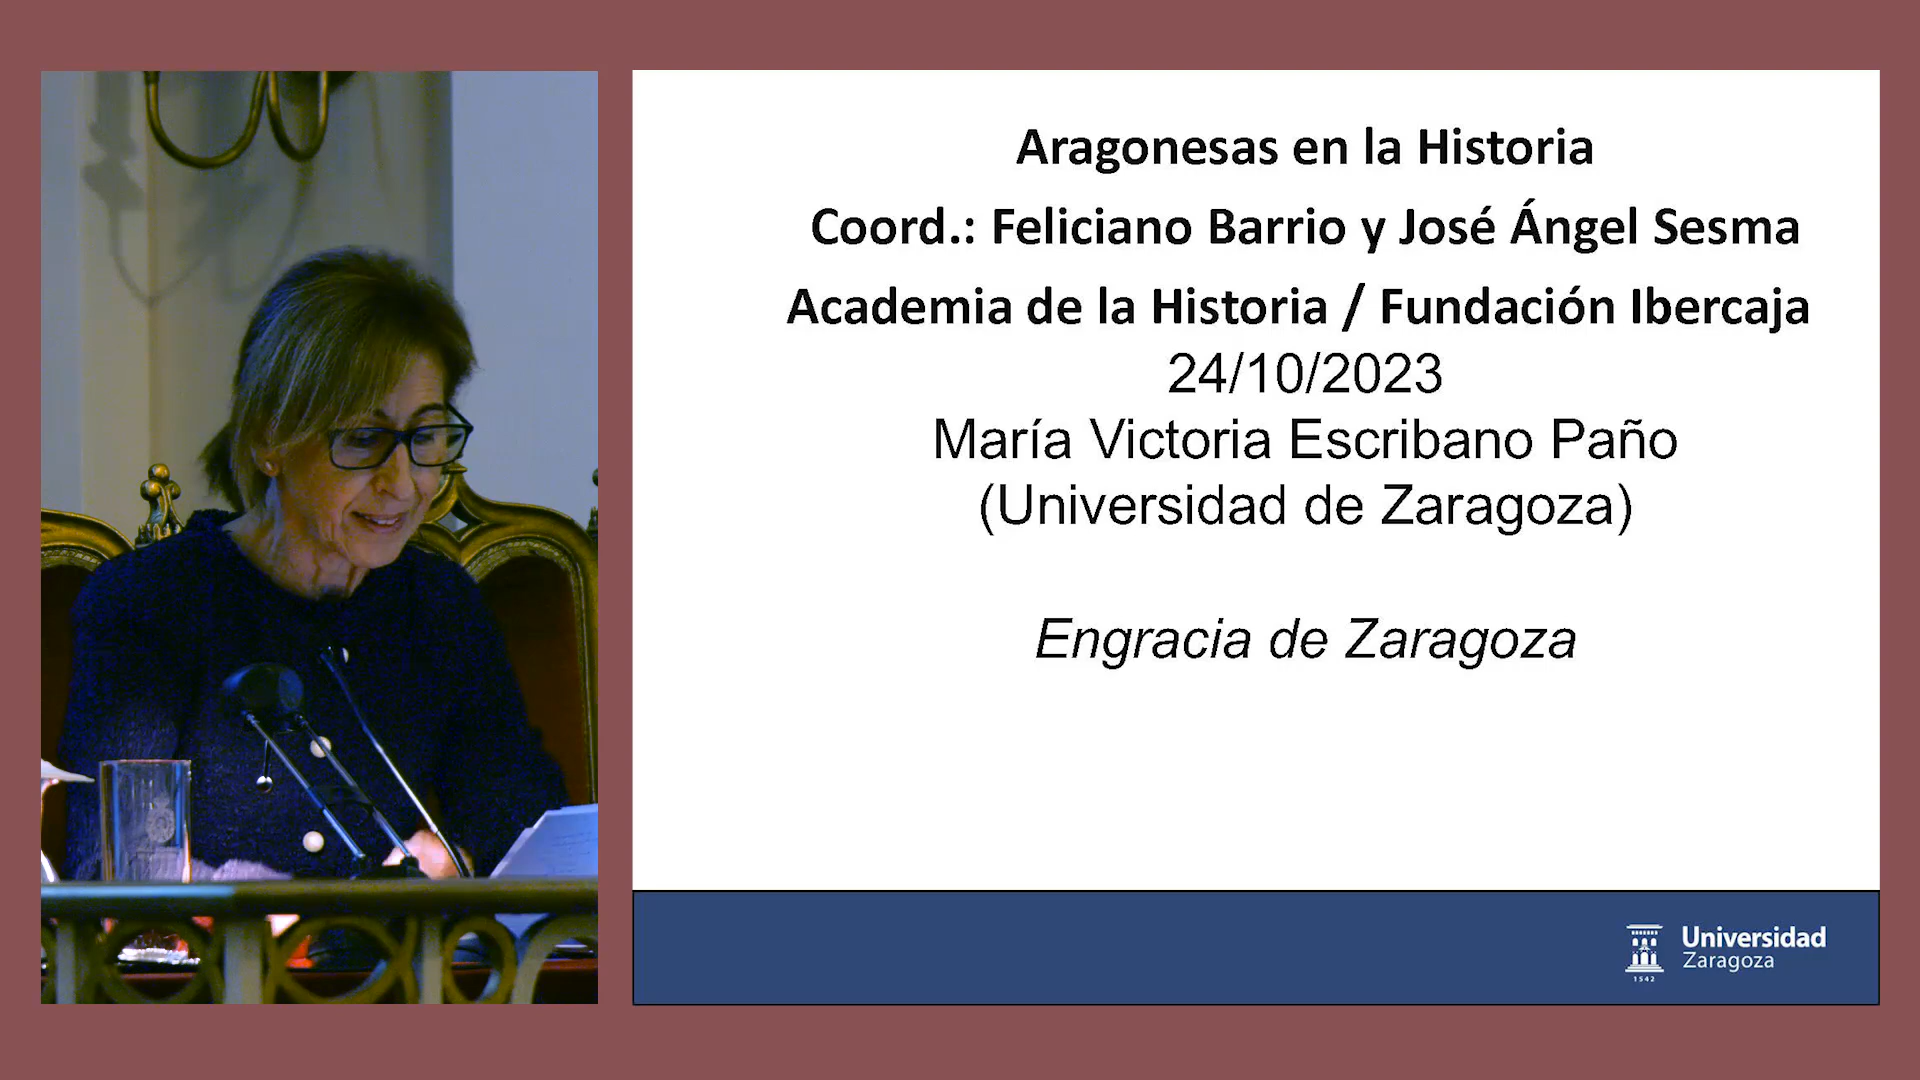 Aragonesas en la Historia
Coord.: Feliciano Barrio y José Ángel Sesma
Academia de la Historia / Fundación Ibercaja
24/10/2023
María Victoria Escribano Paño
(Universidad de Zaragoza)
Engracia de Zaragoza
Universidad
Zaragoza
1542